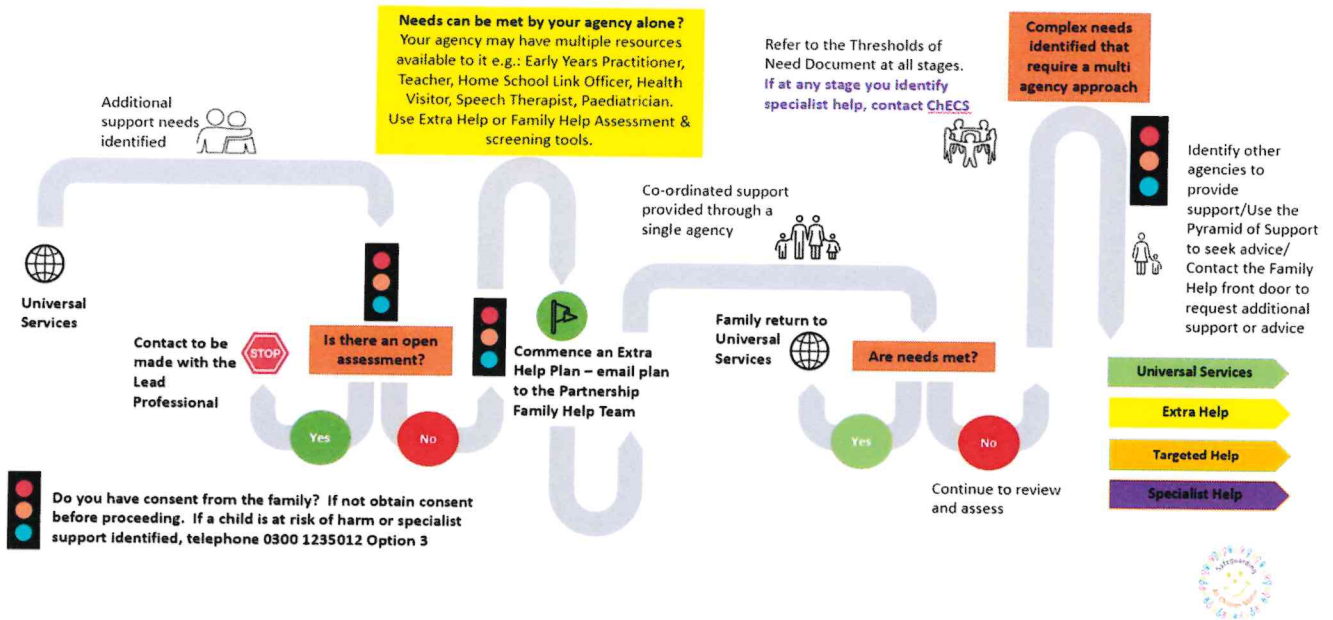 Needs can be met by your agency alone?
Your agency may have multiple resources
available to it e.g.: Early Years Practitioner,
Teacher, Home School Link Officer, Health
Visitor, Speech Therapist, Paediatrician.
Use Extra Help or Family Help Assessment &
screening tools.
Refer to the Thresholds of
Need Document at all stages.
If at any stage you identify
specialist help, contact ChECS
Complex needs
identified that
require a multi
agency approach
Additional
support needs
identified
Universal
Services
Contact to be
made with the
Lead
Professional
STOP
Is there an open
assessment?
Yes
No
Commence an Extra
Help Plan – email plan
to the Partnership
Family Help Team
Co-ordinated support
provided through a
single agency
Family return to
Universal
Services
Are needs met?
Yes
No
Continue to review
and assess
Identify other
agencies to
provide
support/Use the
Pyramid of Support
to seek advice/
Contact the Family
Help front door to
request additional
support or advice
Universal Services
Extra Help
Targeted Help
Specialist Help
Do you have consent from the family? If not obtain consent
before proceeding. If a child is at risk of harm or specialist
support identified, telephone 0300 1235012 Option 3
Safeguarding